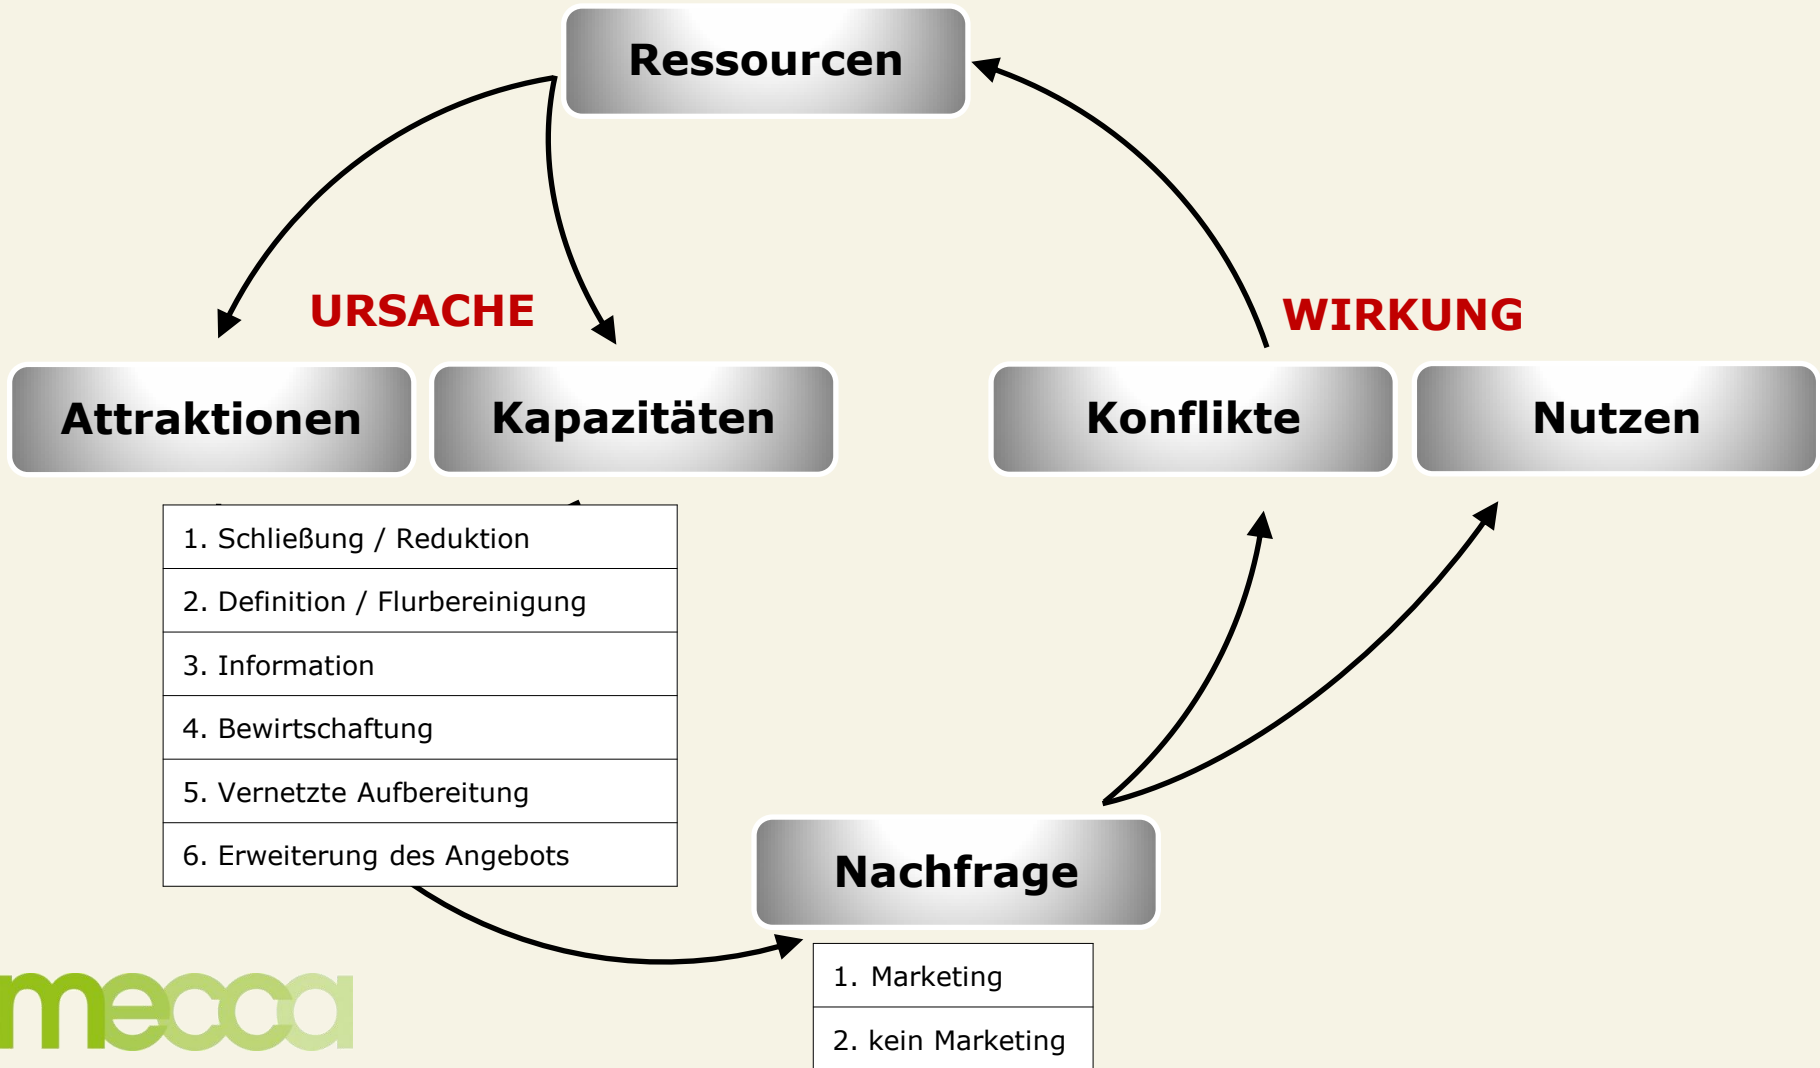 Ressourcen
URSACHE
WIRKUNG
Attraktionen
Kapazitäten
Konflikte
Nutzen
1. Schließung / Reduktion
2. Definition / Flurbereinigung
3. Information
4. Bewirtschaftung
5. Vernetzte Aufbereitung
6. Erweiterung des Angebots
Nachfrage
1. Marketing
2. kein Marketing
mecca